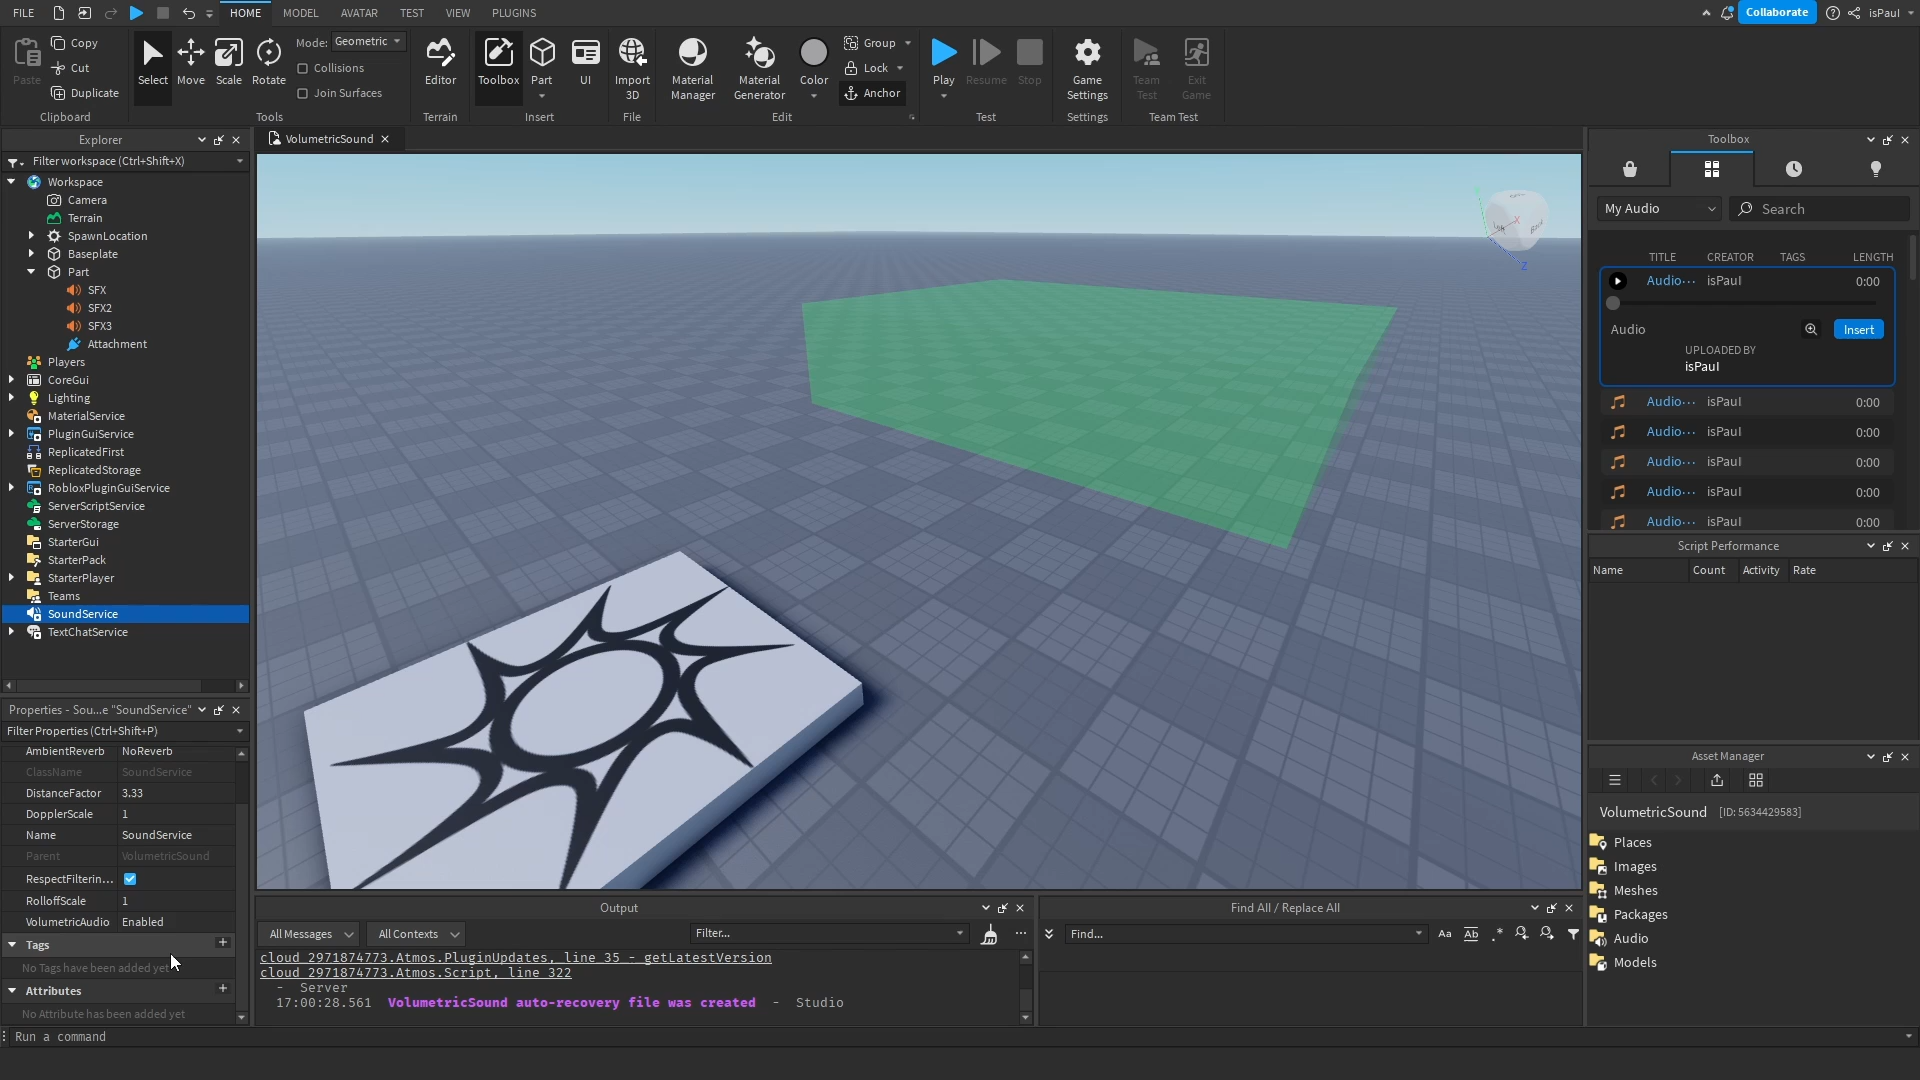 FILE
HOME
MODEL
AVATAR
TEST
VIEW
PLUGINS
Collaborate
isPaul
Paste
Copy
Cut
Duplicate
Clipboard
Select
Move
Scale
Rotate
Mode: Geometric
Collisions
Join Surfaces
Tools
Editor
Terrain
Toolbox
Part
UI
Insert
Import
3D
File
Material
Manager
Material
Generator
Color
Group
Lock
Anchor
Edit
Play
Resume
Stop
Test
Game
Settings
Settings
Team
Test
Exit
Game
Team Test
Explorer
Filter workspace (Ctrl+Shift+X)
Workspace
Camera
Terrain
SpawnLocation
Baseplate
Part
SFX
SFX2
SFX3
Attachment
Players
CoreGui
Lighting
MaterialService
PluginGuiService
ReplicatedFirst
ReplicatedStorage
RobloxPluginGuiService
ServerScriptService
ServerStorage
StarterGui
StarterPack
StarterPlayer
Teams
SoundService
TextChatService
Properties - Sou...e "SoundService"
Filter Properties (Ctrl+Shift+P)
AmbientReverb NoReverb
ClassName SoundService
DistanceFactor 3,33
DopplerScale 1
Name SoundService
Parent VolumetricSound
RespectFilterin...
RolloffScale 1
VolumetricAudio Enabled
Tags +
No Tags have been added yet
Attributes +
No Attribute has been added yet
VolumetricSound
X
Z
Output
All Messages
All Contexts
Filter...
cloud_2971874773.Atmos.PluginUpdates, line 35 - getLatestVersion
cloud_2971874773.Atmos.Script, line 322
- Server
17:00:28.561 VolumetricSound auto-recovery file was created - Studio
Find All / Replace All
Find...
Aa
Ab
.*
Toolbox
My Audio
Search
TITLE CREATOR TAGS LENGTH
Audio... isPaul 0:00
Audio
Insert
UPLOADED BY
isPaul
Audio... isPaul 0:00
Audio... isPaul 0:00
Audio... isPaul 0:00
Audio... isPaul 0:00
Audio... isPaul 0:00
Script Performance
Name Count Activity Rate
Asset Manager
VolumetricSound [ID: 5634429583]
Places
Images
Meshes
Packages
Audio
Models
Run a command